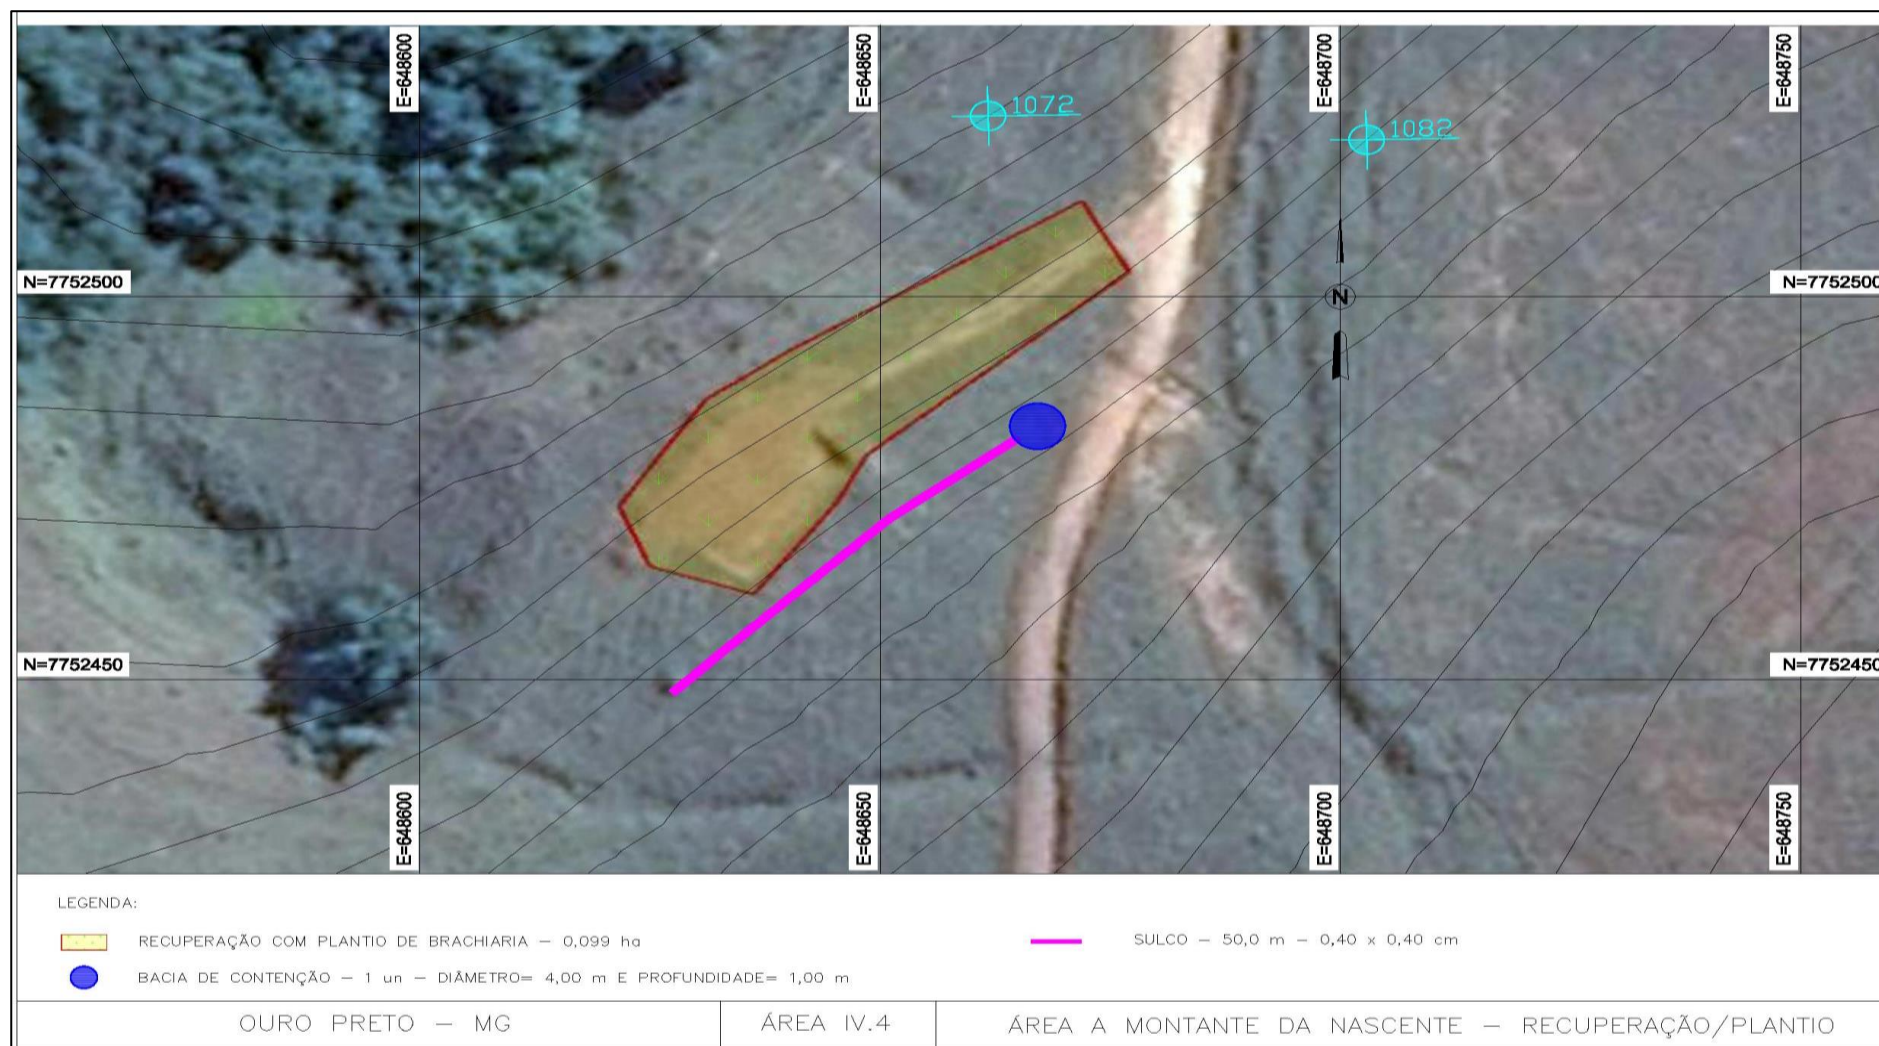 E=648600
E=648650
E=648700
E=648750
1072
1082
N=7752500
N=7752500
N
N=7752450
N=7752450
E=648600
E=648650
E=648700
E=648750
LEGENDA:
RECUPERAÇÃO COM PLANTIO DE BRACHIARIA – 0,099 ha
SULCO – 50,0 m – 0,40 x 0,40 cm
BACIA DE CONTENÇÃO – 1 un – DIÂMETRO= 4,00 m E PROFUNDIDADE= 1,00 m
OURO PRETO – MG
ÁREA IV.4
ÁREA A MONTANTE DA NASCENTE – RECUPERAÇÃO/PLANTIO